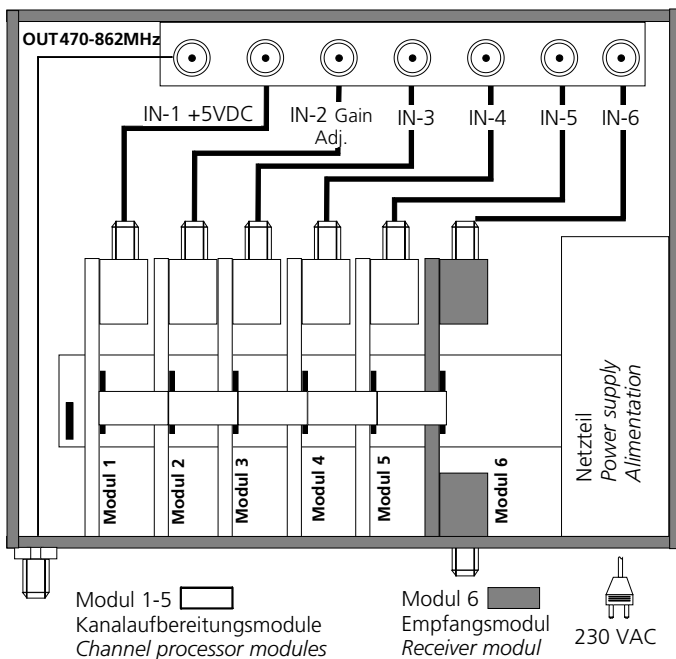 OUT470-862MHz
IN-1 +5VDC
IN-2 Gain
Adj.
IN-3
IN-4
IN-5
IN-6
Modul 1
Modul 2
Modul 3
Modul 4
Modul 5
Modul 6
Netzteil
Power supply
Alimentation
Modul 1-5
Kanalaufbereitungsmodule
Channel processor modules
Modul 6
Empfangsmodul
Receiver modul
230 VAC